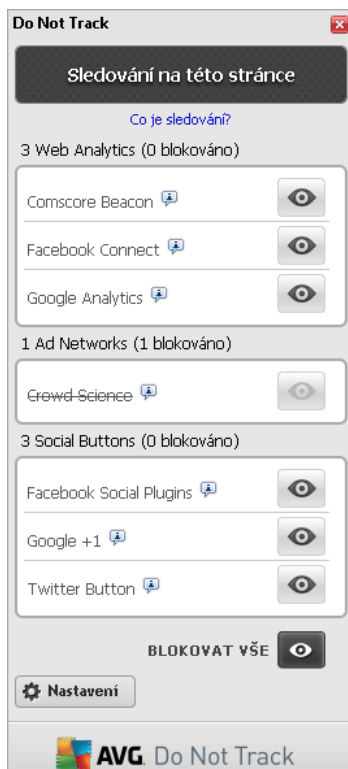 Do Not Track
Sledování na této stránce
Co je sledování?
3 Web Analytics (0 blokováno)
Comscore Beacon
Facebook Connect
Google Analytics
1 Ad Networks (1 blokováno)
Crowd Science
3 Social Buttons (0 blokováno)
Facebook Social Plugins
Google +1
Twitter Button
BLOKOVAT VŠE
Nastavení
AVG. Do Not Track